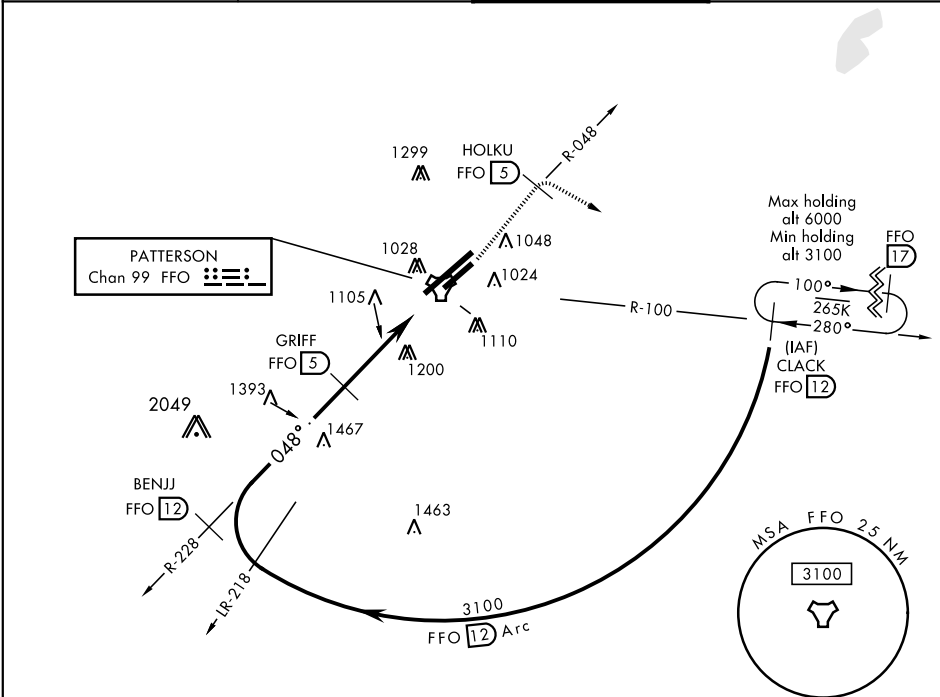 1299
HOLKU
FFO 5
R-048
Max holding
alt 6000
Min holding
alt 3100
FFO
17
PATTERSON
Chan 99 FFO
1028
1048
1024
1105
1110
100°
265K
280°
R-100
(IAF)
CLACK
FFO 12
GRIFF
FFO 5
1200
1393
2049
048°
1467
BENJJ
FFO 12
1463
R-228
LR-218
3100
FFO 12 Arc
MSA FFO 25 NM
3100